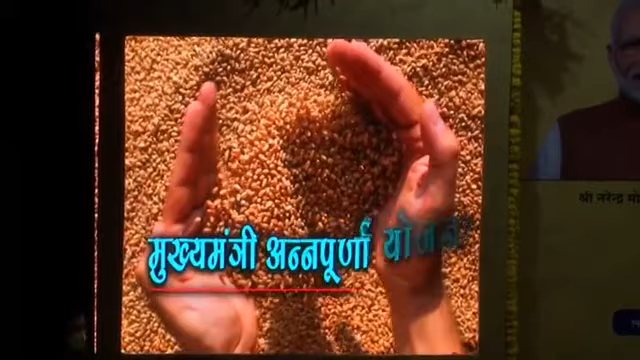 मुख्यमंत्री अन्नपूर्णा योजना
श्री नरेन्द्र मो